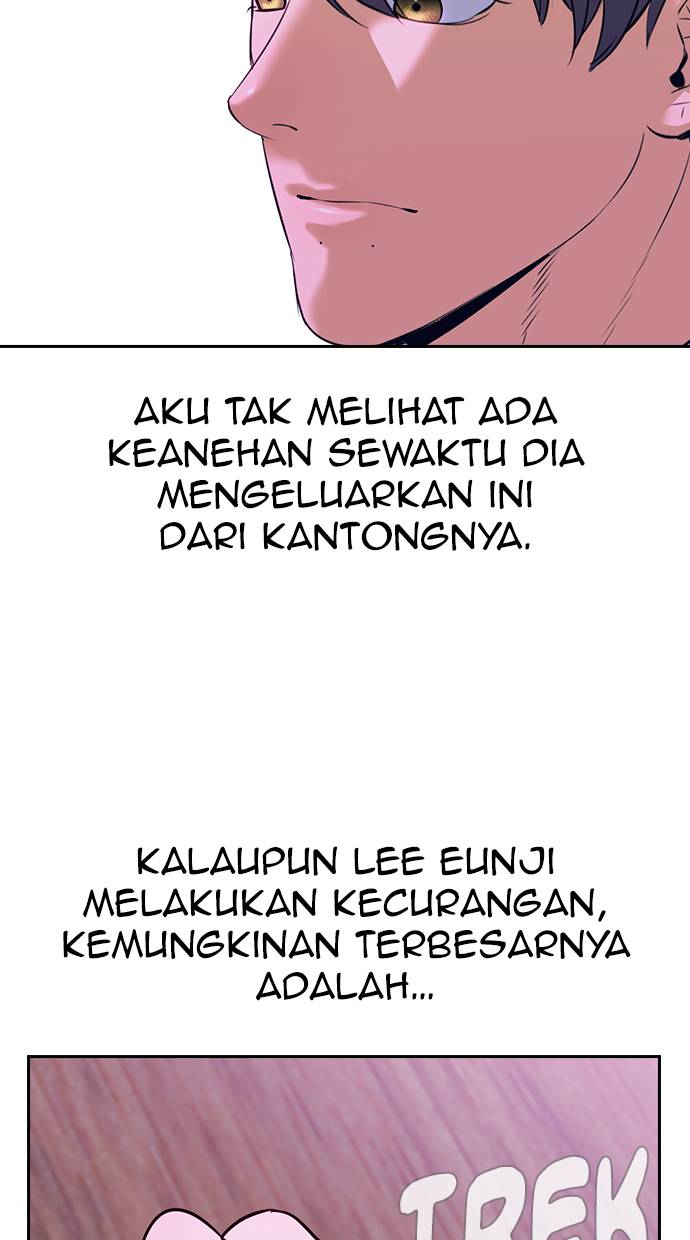 AKU TAK MELIHAT ADA
KEANEHAN SEWAKTU DIA
MENGELUARKAN INI
DARI KANTONGNYA.
KALAUPUN LEE EUNJI
MELAKUKAN KECURANGAN,
KEMUNGKINAN TERBESARNYA
ADALAH...
TREK